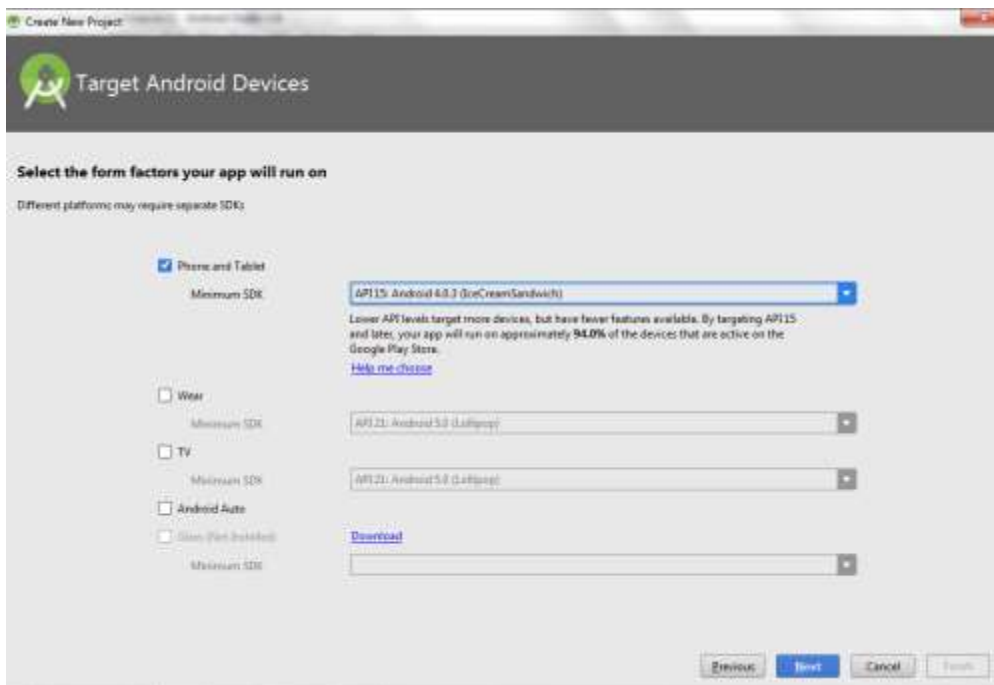 Create New Project
Target Android Devices
Select the form factors your app will run on
Different platforms may require separate SDKs
Phone and Tablet
Minimum SDK
API 15: Android 4.0.3 (IceCreamSandwich)
Lower API levels target more devices, but have fewer features available. By targeting API 15
and later, your app will run on approximately 94.0% of the devices that are active on the
Google Play Store.
Help me choose
Wear
Minimum SDK
API 21: Android 5.0 (Lollipop)
TV
Minimum SDK
API 21: Android 5.0 (Lollipop)
Android Auto
Glass (Not Installed)
Download
Minimum SDK
Previous
Next
Cancel
Finish